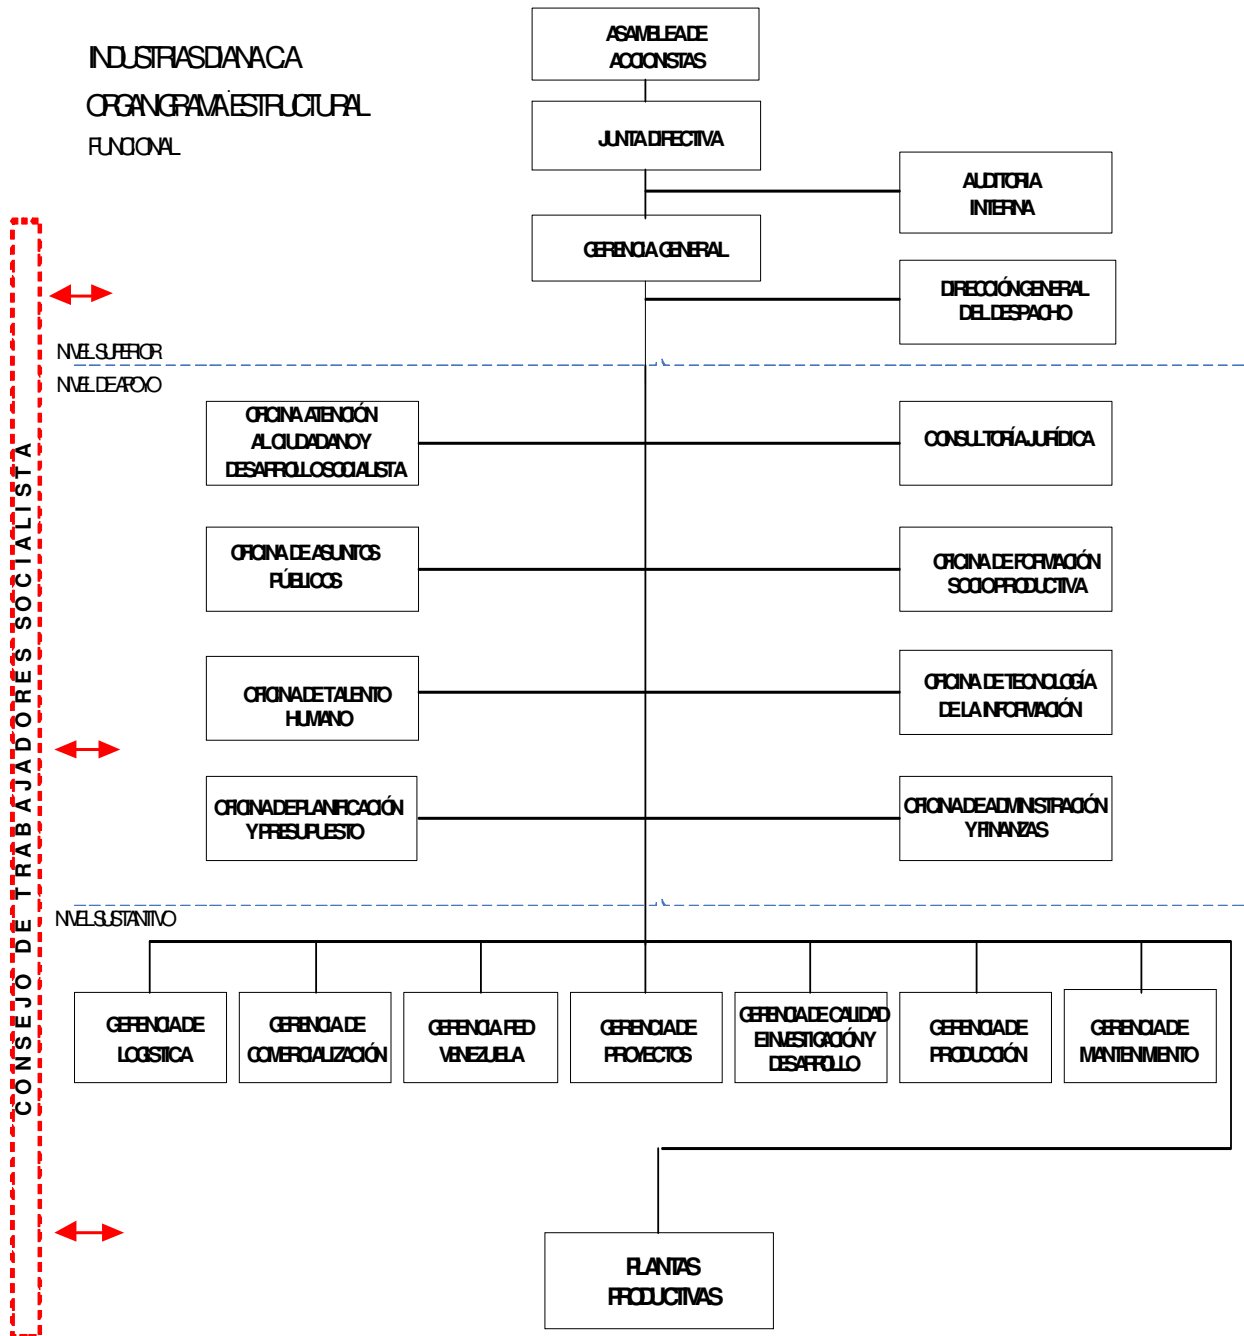 INDUSTRIAS DIANA C.A
ORGANIGRAMA ESTRUCTURAL
FUNCIONAL
ASAMBLEA DE
ACCIONISTAS
JUNTA DIRECTIVA
AUDITORIA
INTERNA
GERENCIA GENERAL
DIRECCIÓN GENERAL
DEL DESPACHO
NIVEL SUPERIOR
NIVEL DE APOYO
OFICINA ATENCIÓN
AL CIUDADANO Y
DESARROLLO SOCIALISTA
CONSULTORÍA JURÍDICA
OFICINA DE ASUNTOS
PÚBLICOS
OFICINA DE FORMACIÓN
SOCIOPRODUCTIVA
OFICINA DE TALENTO
HUMANO
OFICINA DE TECNOLOGÍA
DE LA INFORMACIÓN
OFICINA DE PLANIFICACIÓN
Y PRESUPUESTO
OFICINA DE ADMINISTRACIÓN
Y FINANZAS
NIVEL SUSTANTIVO
GERENCIA DE
LOGISTICA
GERENCIA DE
COMERCIALIZACIÓN
GERENCIA RED
VENEZUELA
GERENCIA DE
PROYECTOS
GERENCIA DE CALIDAD
E INVESTIGACIÓN Y
DESARROLLO
GERENCIA DE
PRODUCCIÓN
GERENCIA DE
MANTENIMIENTO
PLANTAS
PRODUCTIVAS
CONSEJO DE TRABAJADORES SOCIALISTA